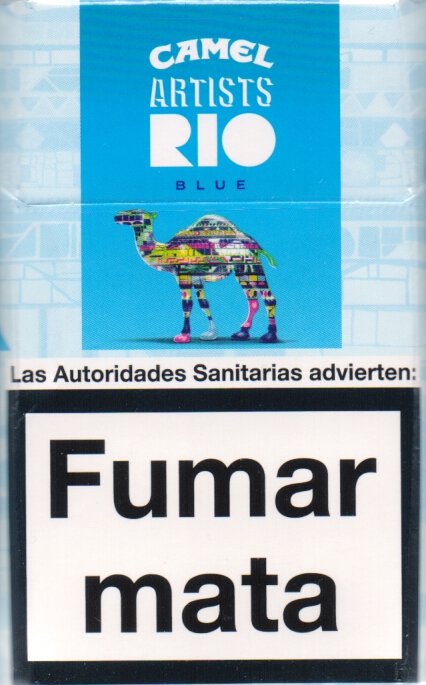 CAMEL
ARTISTS
RIO
BLUE
Las Autoridades Sanitarias advierten:
Fumar
mata